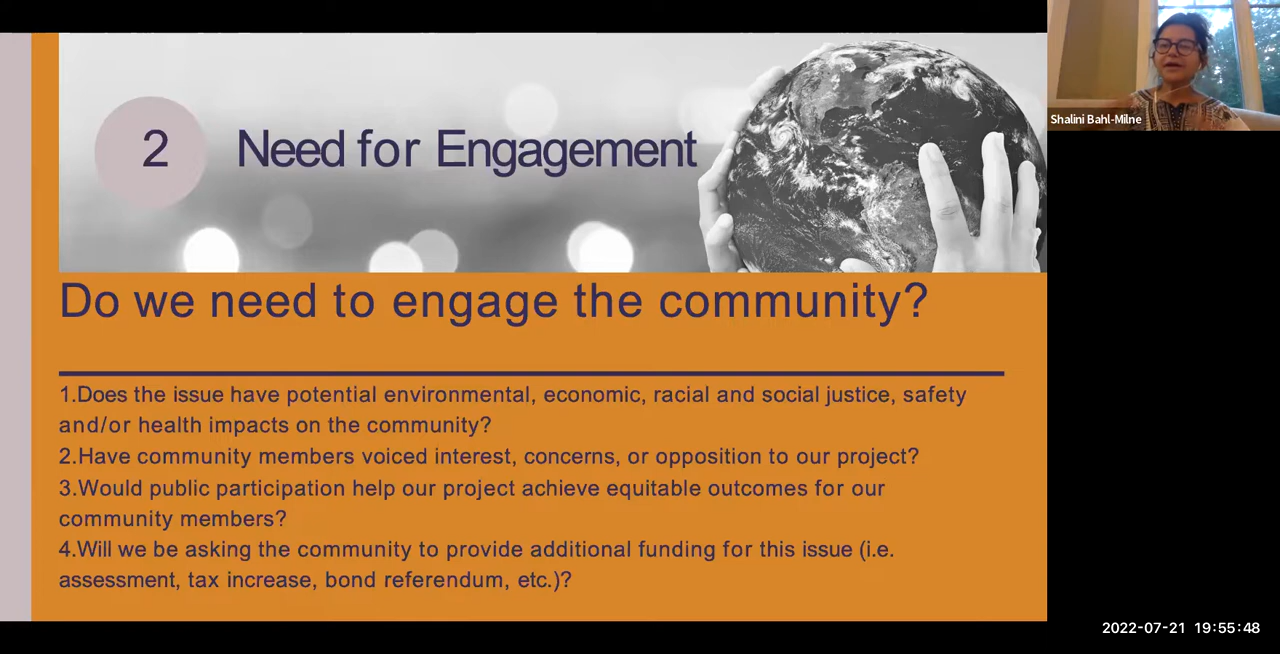 2
Need for Engagement
Shalini Bahl-Milne
Do we need to engage the community?
1.Does the issue have potential environmental, economic, racial and social justice, safety
and/or health impacts on the community?
2.Have community members voiced interest, concerns, or opposition to our project?
3.Would public participation help our project achieve equitable outcomes for our
community members?
4.Will we be asking the community to provide additional funding for this issue (i.e.
assessment, tax increase, bond referendum, etc.)?
2022-07-21 19:55:48